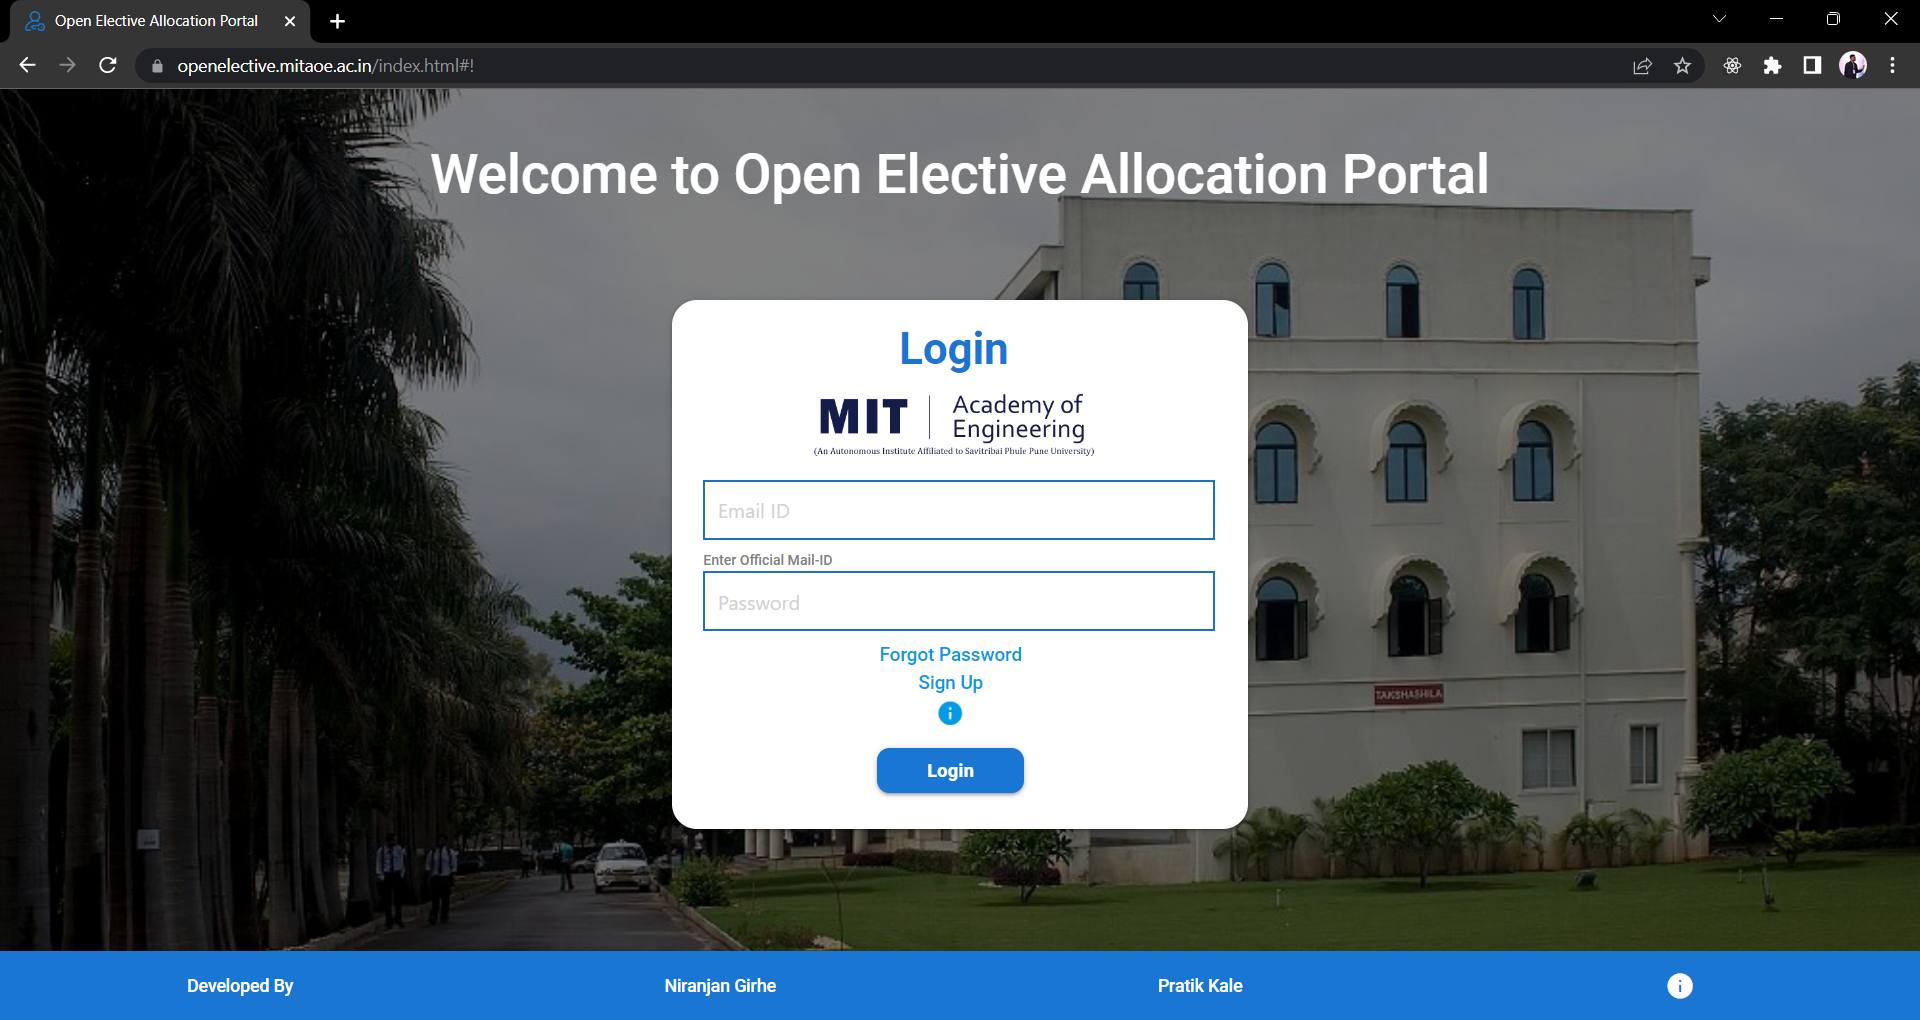 Open Elective Allocation Portal
openelective.mitaoe.ac.in/index.html#!
Welcome to Open Elective Allocation Portal
Login
MIT
Academy of
Engineering
(An Autonomous Institute Affiliated to Savitribai Phule Pune University)
Email ID
Enter Official Mail-ID
Password
Forgot Password
Sign Up
i
Login
TAKSHASHILA
Developed By
Niranjan Girhe
Pratik Kale
i